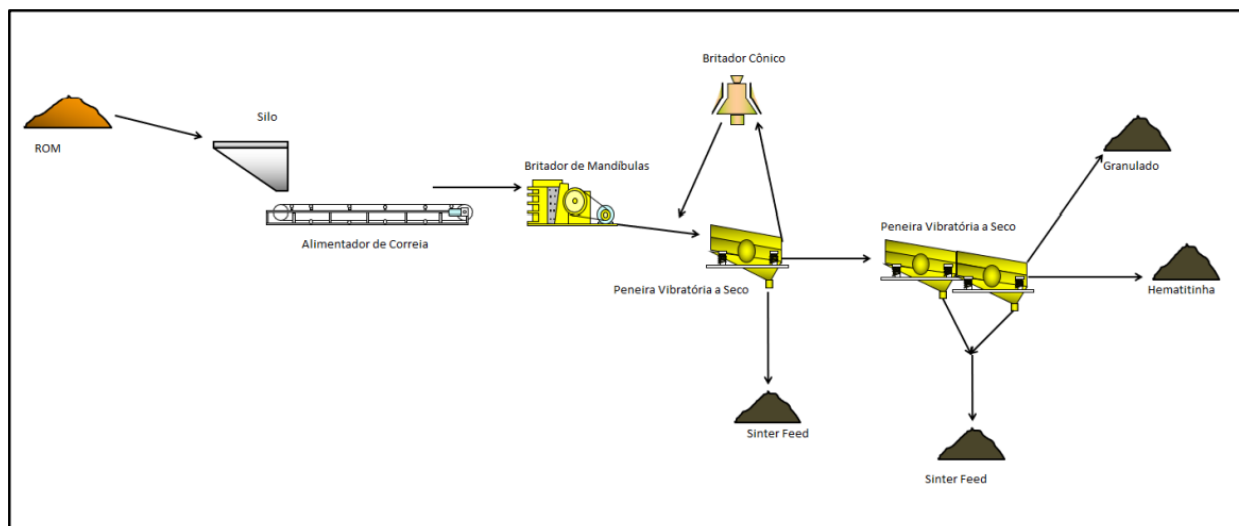 Britador Cônico
ROM
Silo
Alimentador de Correia
Britador de Mandíbulas
Peneira Vibratória a Seco
Sinter Feed
Peneira Vibratória a Seco
Granulado
Hematitinha
Sinter Feed